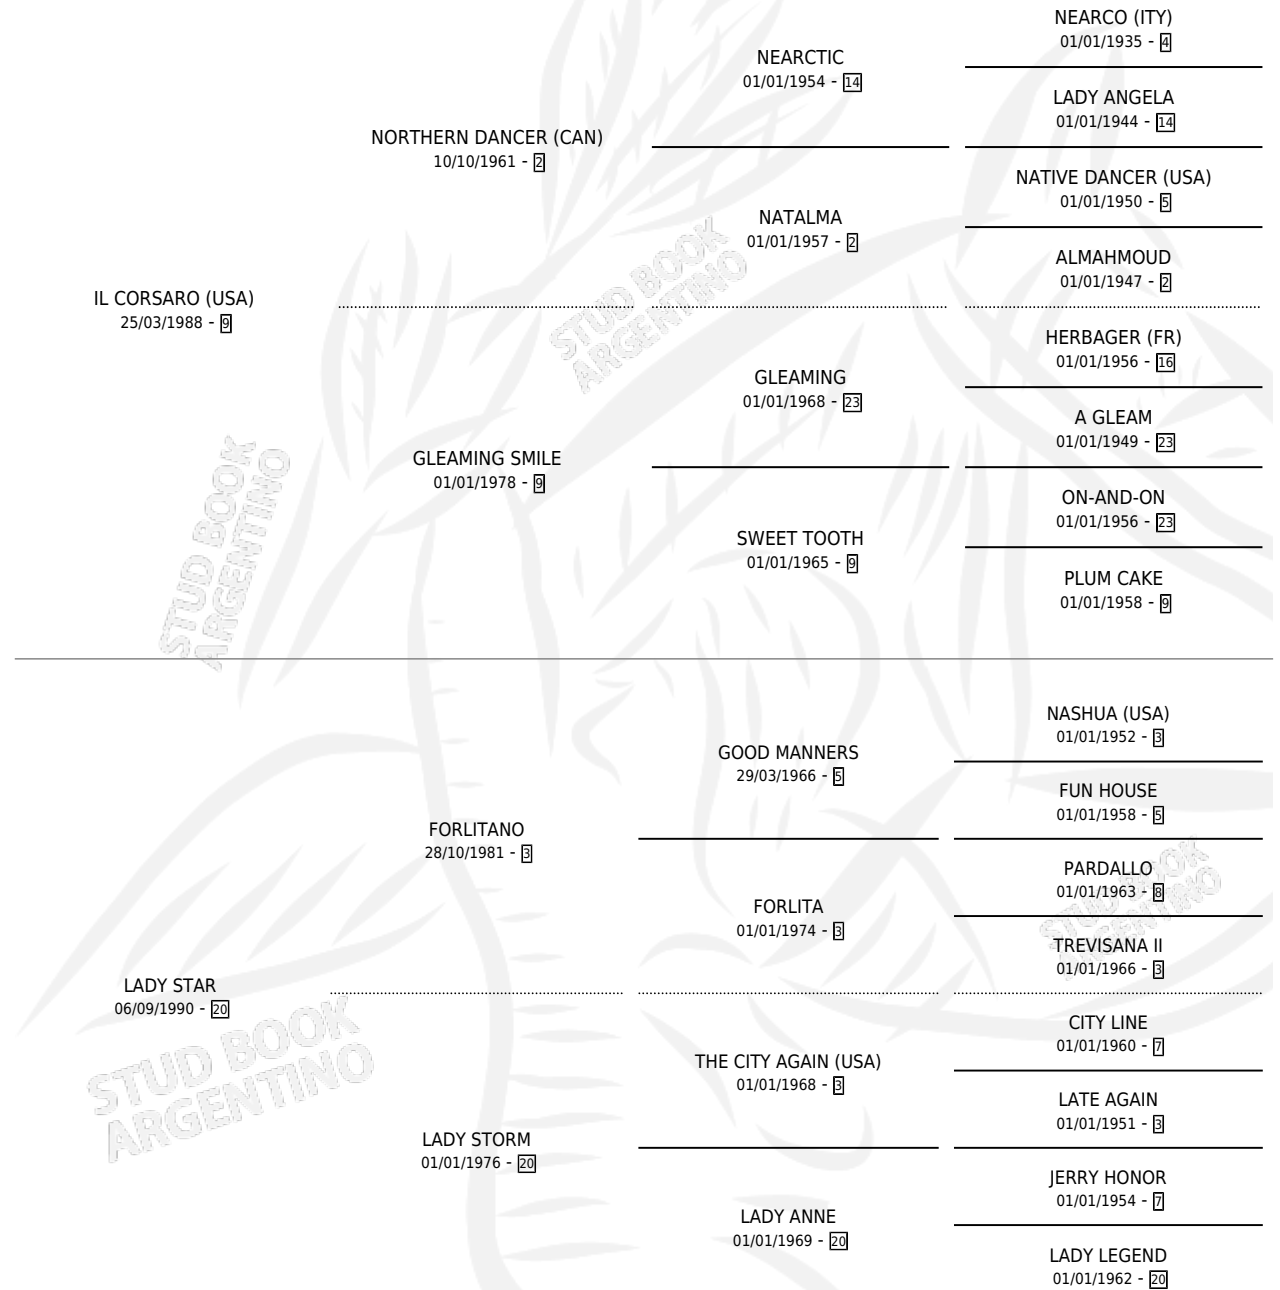 NEARCO (ITY)
01/01/1935 - 4
NEARCTIC
01/01/1954 - 14
LADY ANGELA
01/01/1944 - 14
NORTHERN DANCER (CAN)
10/10/1961 - 2
NATIVE DANCER (USA)
01/01/1950 - 5
NATALMA
01/01/1957 - 2
ALMAHMOUD
01/01/1947 - 2
IL CORSARO (USA)
25/03/1988 - 9
HERBAGER (FR)
01/01/1956 - 16
GLEAMING
01/01/1968 - 23
A GLEAM
01/01/1949 - 23
GLEAMING SMILE
01/01/1978 - 9
ON-AND-ON
01/01/1956 - 23
SWEET TOOTH
01/01/1965 - 9
PLUM CAKE
01/01/1958 - 9
STUD BOOK
ARGENTINO
STUD BOOK
ARGENTINO
NASHUA (USA)
01/01/1952 - 3
GOOD MANNERS
29/03/1966 - 5
FUN HOUSE
01/01/1958 - 5
FORLITANO
28/10/1981 - 3
PARDALLO
01/01/1963 - 8
FORLITA
01/01/1974 - 3
TREVISANA II
01/01/1966 - 3
STUD BOOK
ARGENTINO
LADY STAR
06/09/1990 - 20
CITY LINE
01/01/1960 - 7
THE CITY AGAIN (USA)
01/01/1968 - 3
LATE AGAIN
01/01/1951 - 3
LADY STORM
01/01/1976 - 20
JERRY HONOR
01/01/1954 - 7
LADY ANNE
01/01/1969 - 20
LADY LEGEND
01/01/1962 - 20
STUD BOOK
ARGENTINO